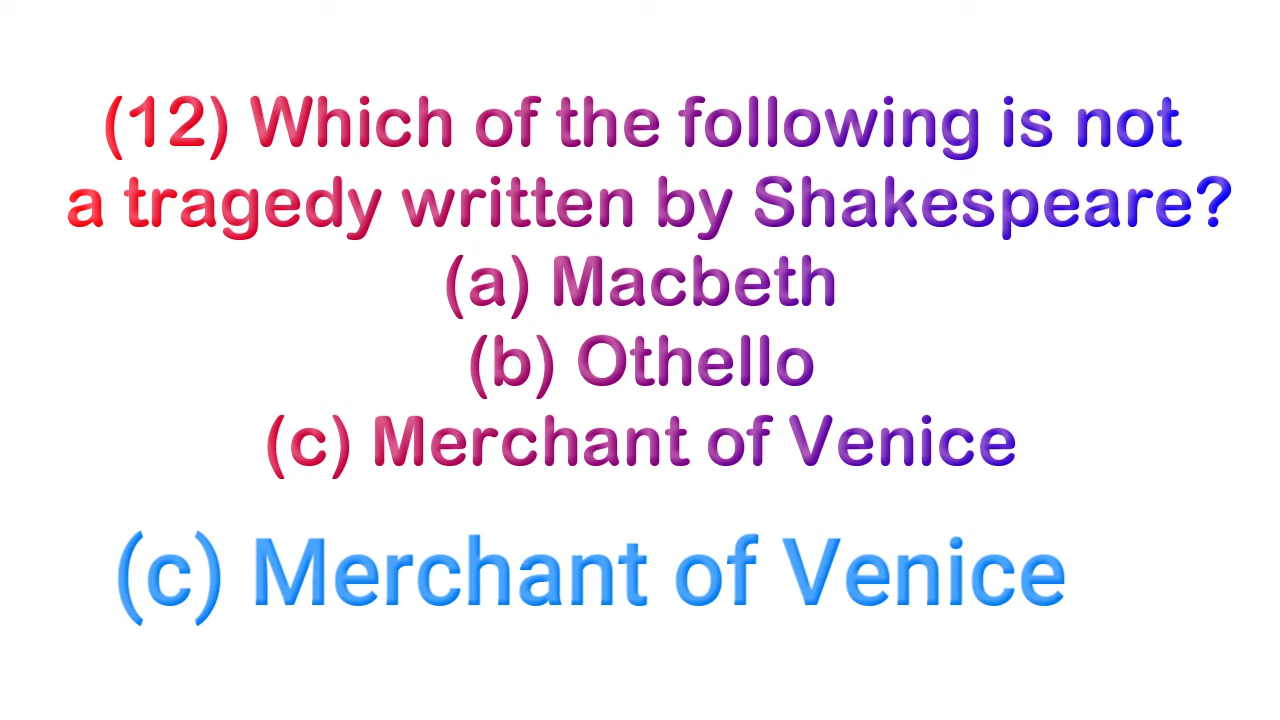 (12) Which of the following is not
a tragedy written by Shakespeare?
(a) Macbeth
(b) Othello
(c) Merchant of Venice
(c) Merchant of Venice